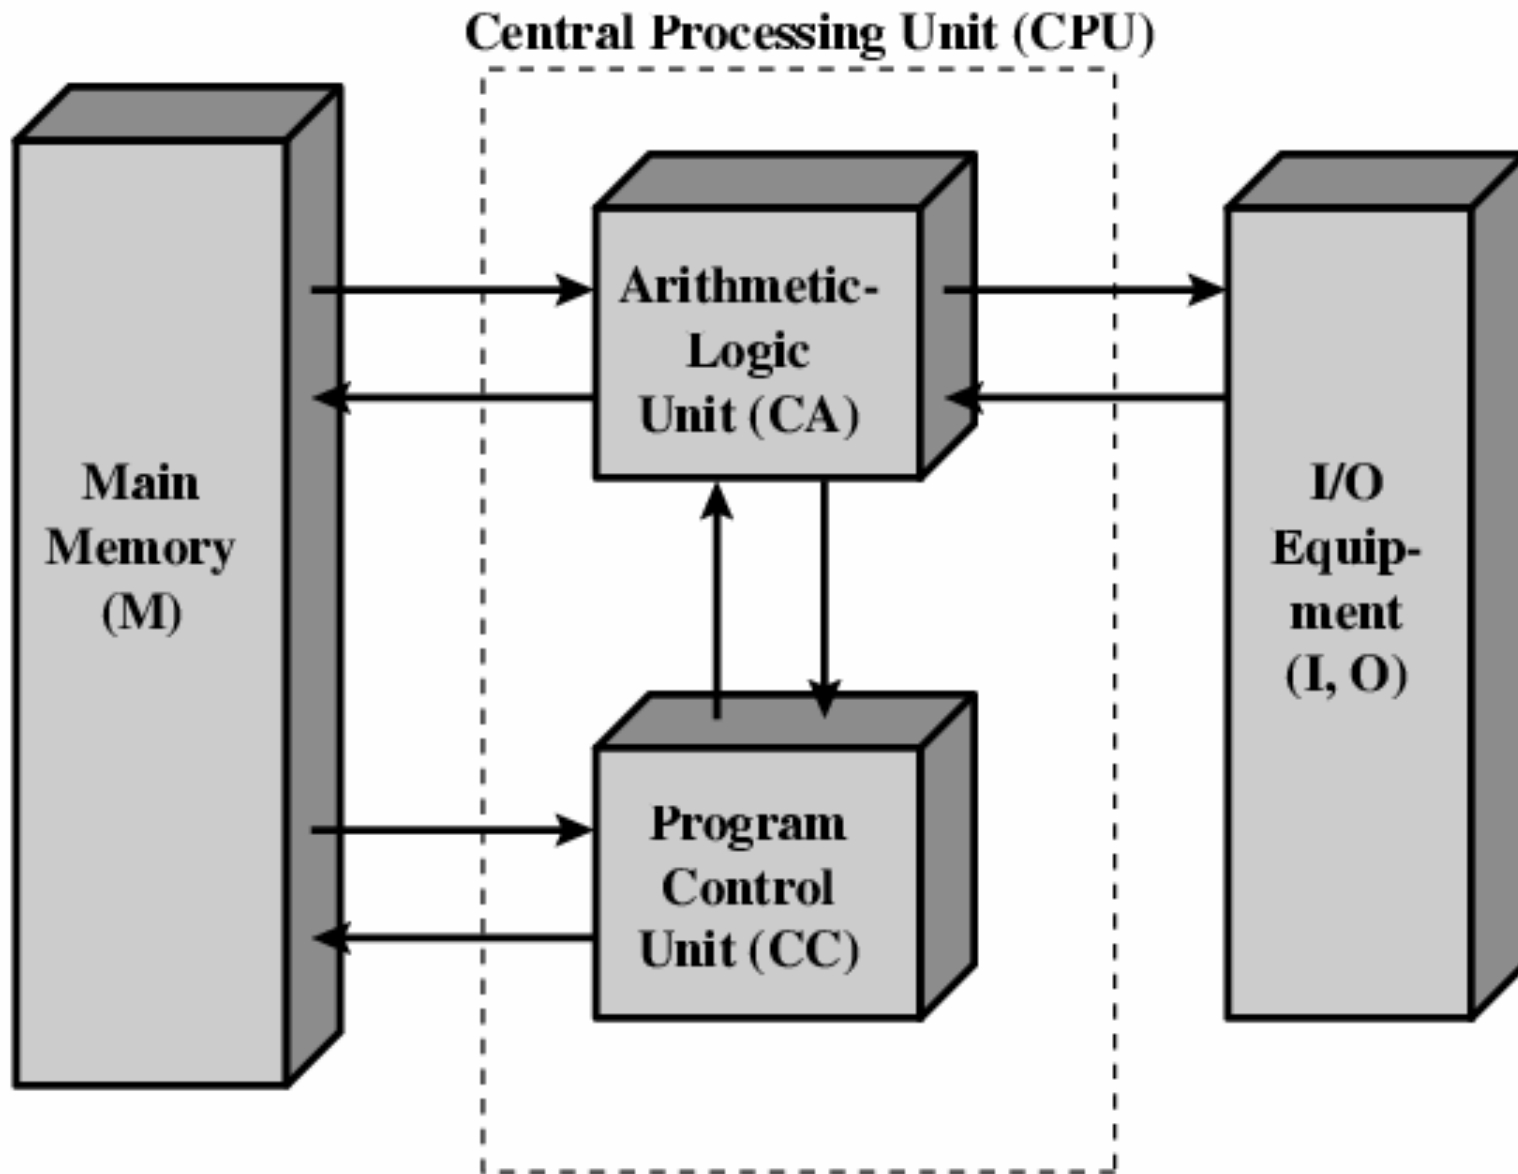 Central Processing Unit (CPU)
Main
Memory
(M)
Arithmetic-
Logic
Unit (CA)
Program
Control
Unit (CC)
I/O
Equip-
ment
(I, O)